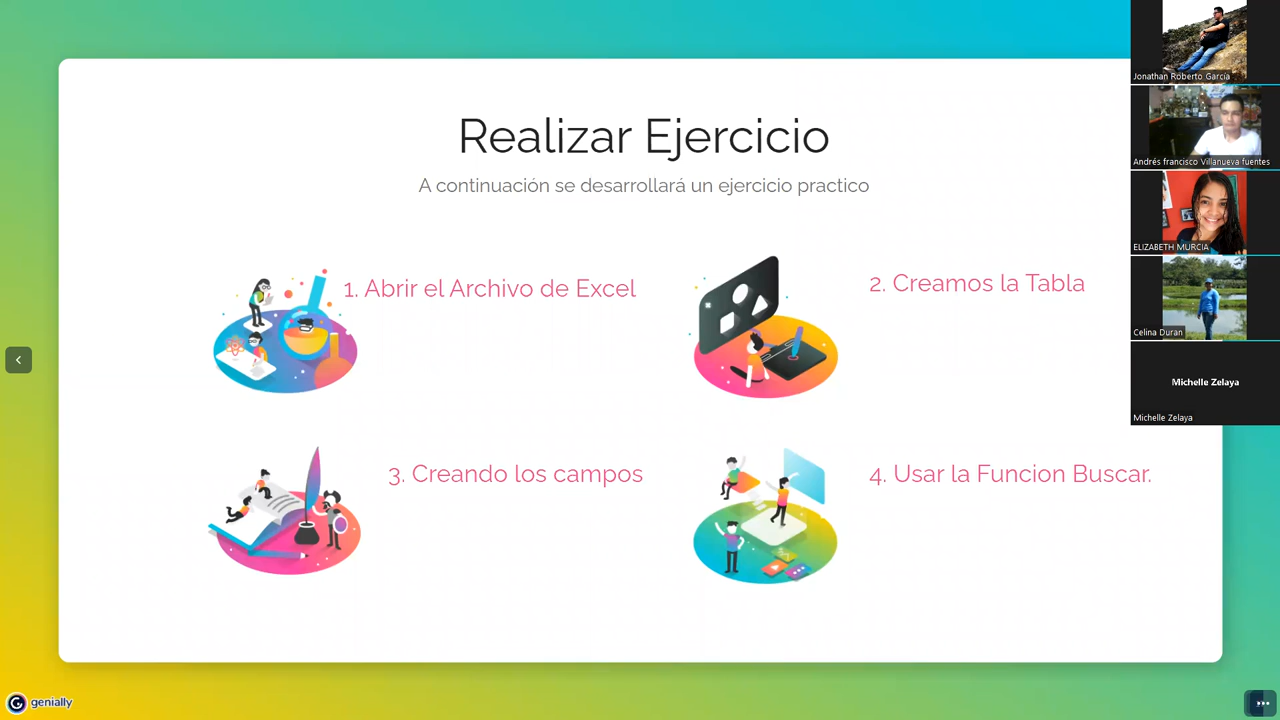 Realizar Ejercicio
A continuación se desarrollará un ejercicio practico
1. Abrir el Archivo de Excel
2. Creamos la Tabla
3. Creando los campos
4. Usar la Funcion Buscar.
Jonathan Roberto García
Andrés francisco Villanueva fuentes
ELIZABETH MURCIA
Celina Duran
Michelle Zelaya
Michelle Zelaya
genially